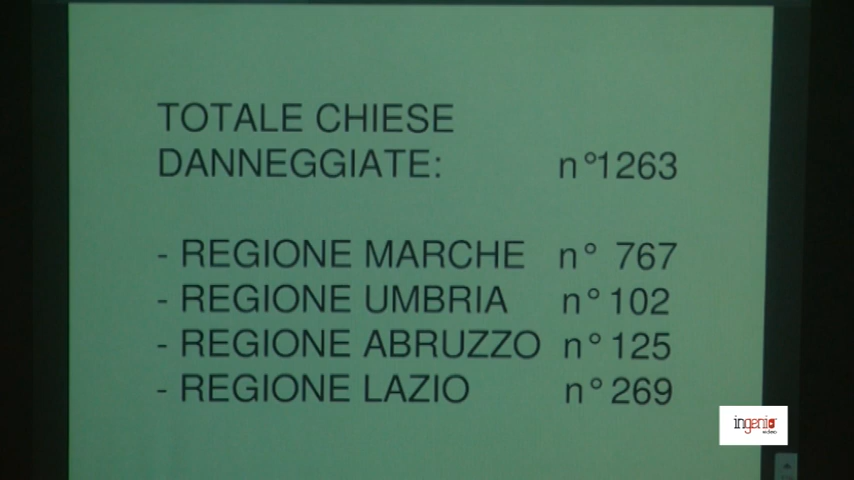 TOTALE CHIESE
DANNEGGIATE: n°1263
- REGIONE MARCHE n° 767
- REGIONE UMBRIA n° 102
- REGIONE ABRUZZO n° 125
- REGIONE LAZIO n° 269
ingenio